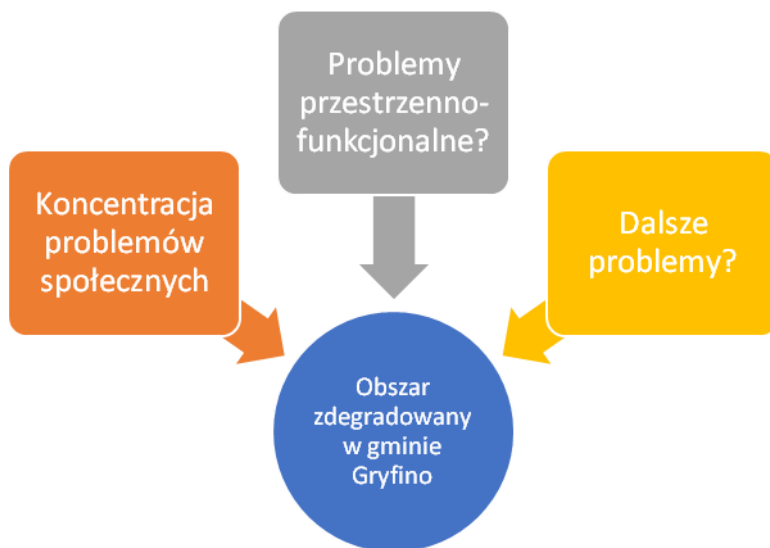 Problemy
przestrzenno-
funkcjonalne?
Koncentracja
problemów
społecznych
Dalsze
problemy?
Obszar
zdegradowany
w gminie
Gryfino